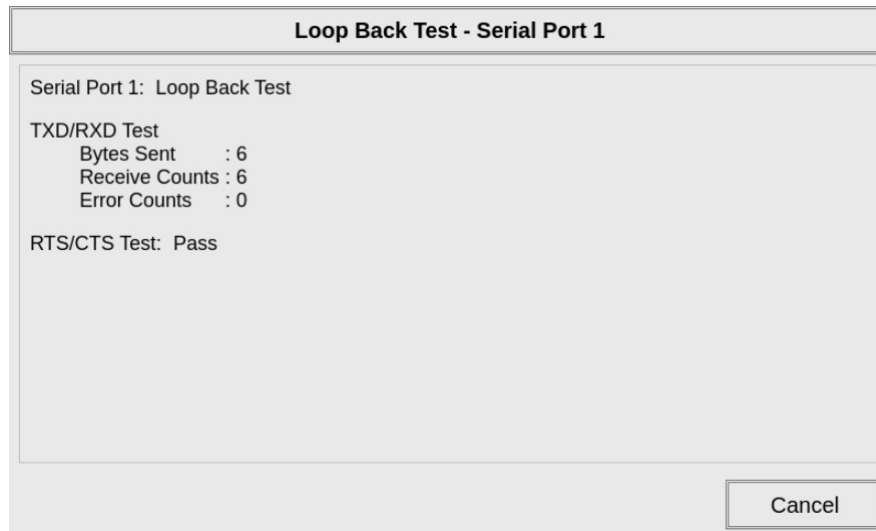 Loop Back Test - Serial Port 1
Serial Port 1:  Loop Back Test
TXD/RXD Test
Bytes Sent : 6
Receive Counts : 6
Error Counts : 0
RTS/CTS Test:  Pass
Cancel